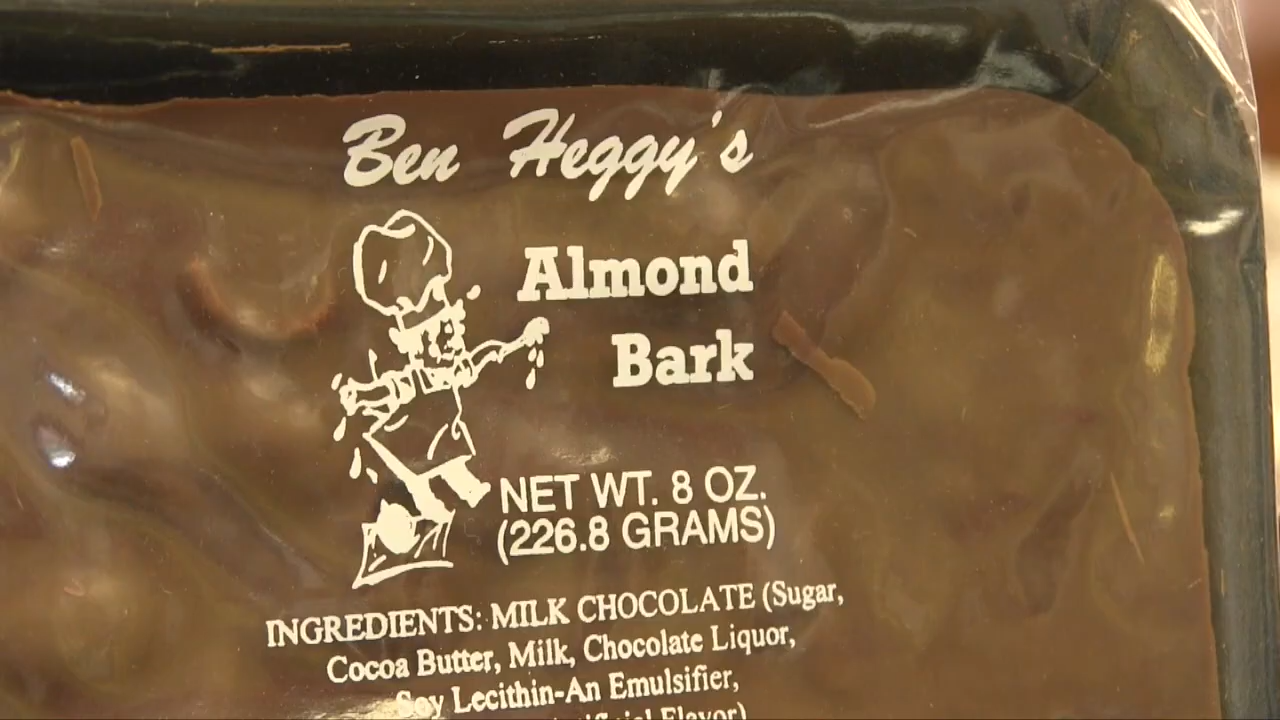 Ben Heggy's
Almond
Bark
NET WT. 8 OZ.
(226.8 GRAMS)
INGREDIENTS: MILK CHOCOLATE (Sugar,
Cocoa Butter, Milk, Chocolate Liquor,
Soy Lecithin-An Emulsifier,
Flavor)